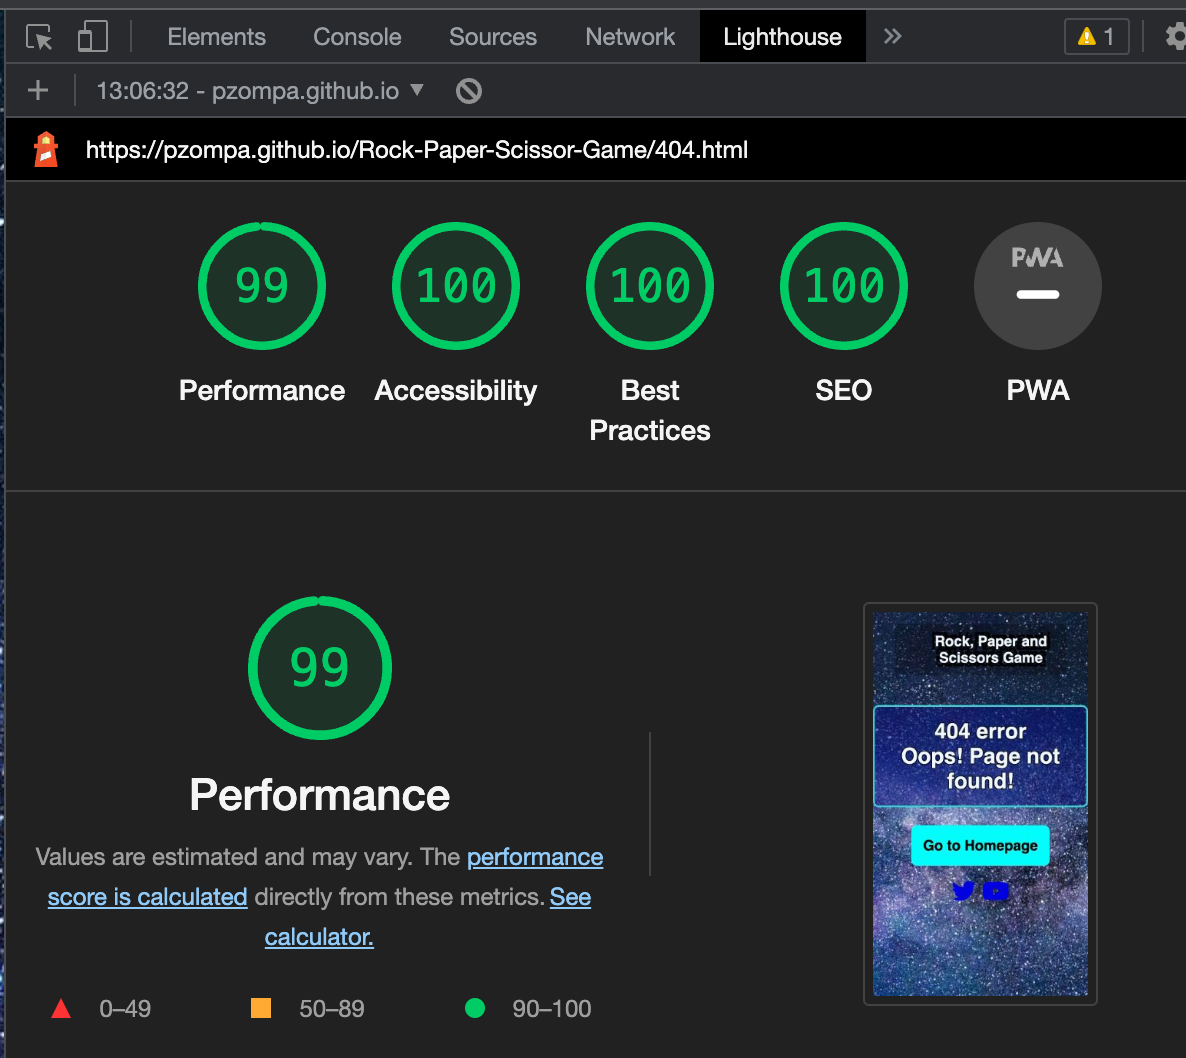 Elements Console Sources Network Lighthouse 1
13:06:32 - pzompa.github.io
https://pzompa.github.io/Rock-Paper-Scissor-Game/404.html
99 100 100 100 PWA
Performance Accessibility Best Practices SEO PWA
99
Performance
Values are estimated and may vary. The performance
score is calculated directly from these metrics. See
calculator.
0–49 50–89 90–100
Rock, Paper and
Scissors Game
404 error
Oops! Page not
found!
Go to Homepage